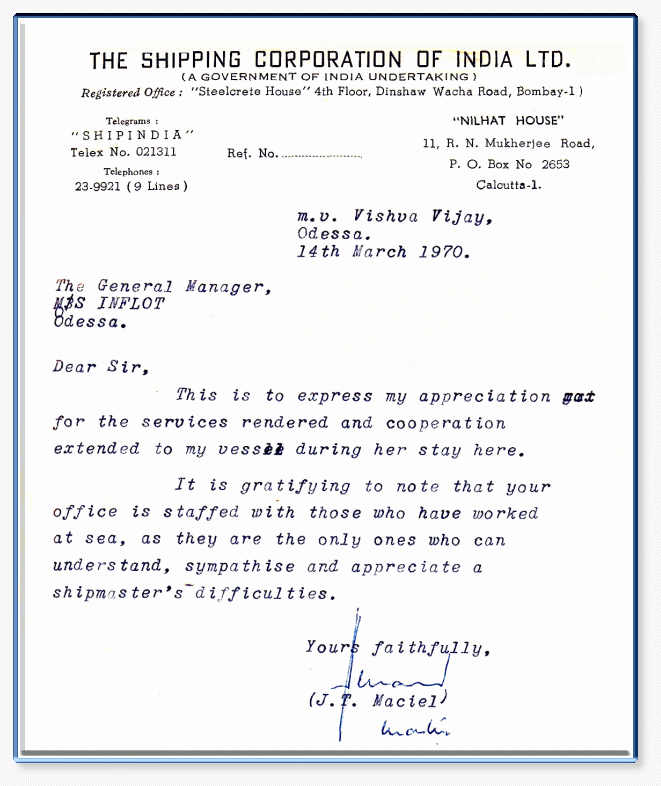 THE SHIPPING CORPORATION OF INDIA LTD.
(A GOVERNMENT OF INDIA UNDERTAKING)
Registered Office : "Steelcrete House" 4th Floor, Dinshaw Wacha Road, Bombay-1 )
Telegrams :
"SHIPINDIA"
Telex No. 021311
Telephones :
23-9921 ( 9 Lines )
Ref. No.
"NILHAT HOUSE"
11, R. N. Mukherjee Road,
P. O. Box No 2653
Calcutta-1.
m.v. Vishva Vijay,
Odessa.
14th March 1970.
The General Manager,
M/S INFLOT
Odessa.
Dear Sir,
This is to express my appreciation
for the services rendered and cooperation
extended to my vessel during her stay here.
It is gratifying to note that your
office is staffed with those who have worked
at sea, as they are the only ones who can
understand, sympathise and appreciate a
shipmaster's difficulties.
Yours faithfully,
(J.T. Maciel)